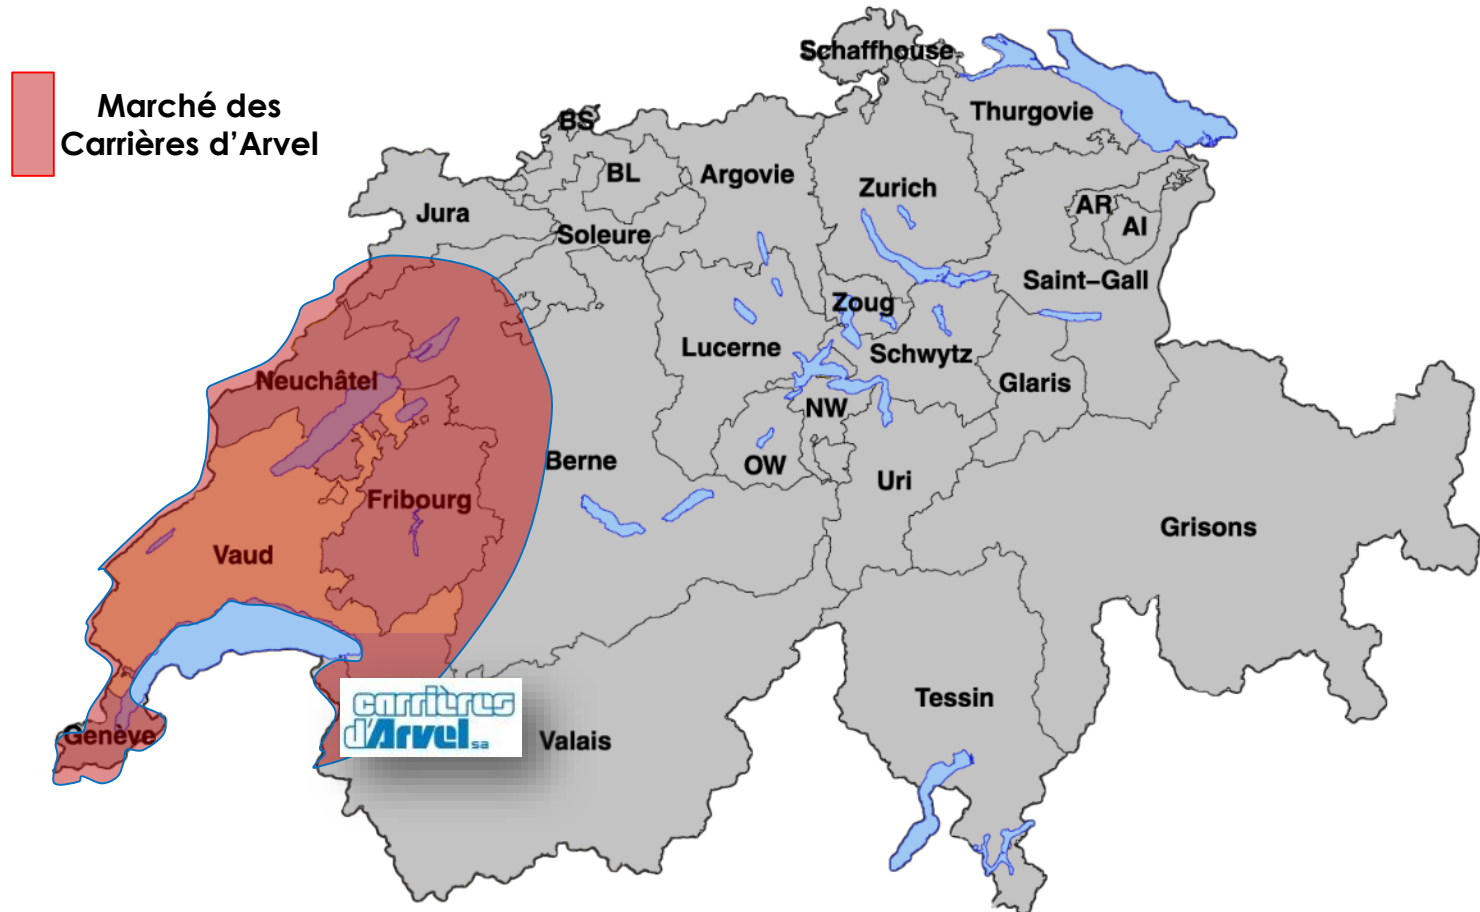 Marché des
Carrières d’Arvel
Schaffhouse
Thurgovie
BS
BL
Argovie
Zurich
Jura
Soleure
AR
AI
Saint–Gall
Zoug
Lucerne
Schwytz
Neuchâtel
Glaris
NW
Berne
OW
Uri
Fribourg
Grisons
Vaud
Tessin
carrières
d'Arvel sa
Genève
Valais